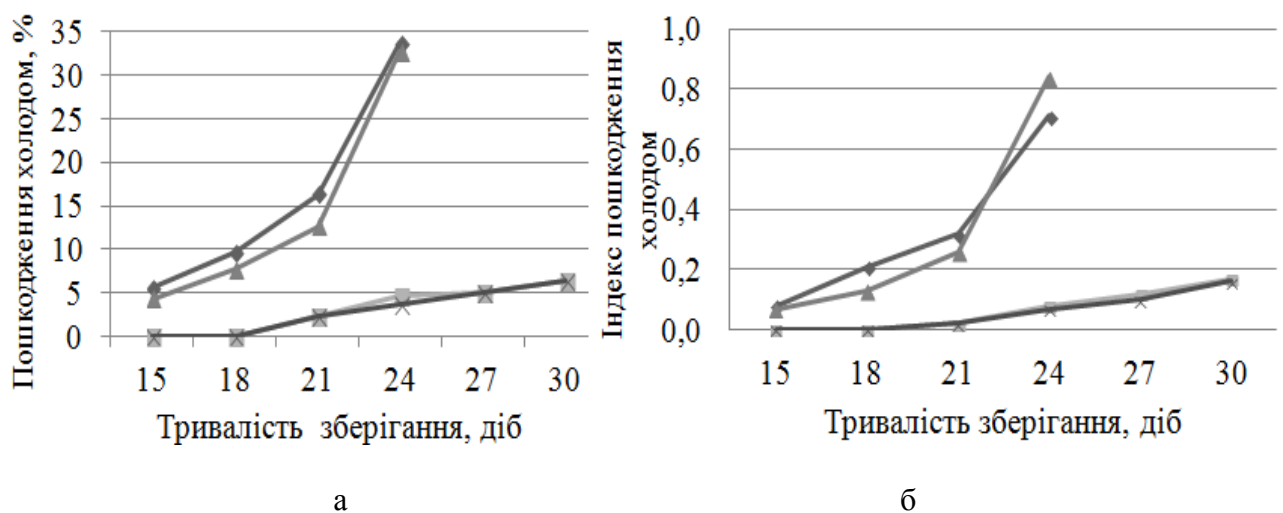 Пошкодження холодом, %
35
30
25
20
15
10
5
0
15 18 21 24 27 30
Тривалість зберігання, діб
а
Індекс пошкодження
холодом
1,0
0,8
0,6
0,4
0,2
0,0
15 18 21 24 27 30
Тривалість зберігання, діб
б